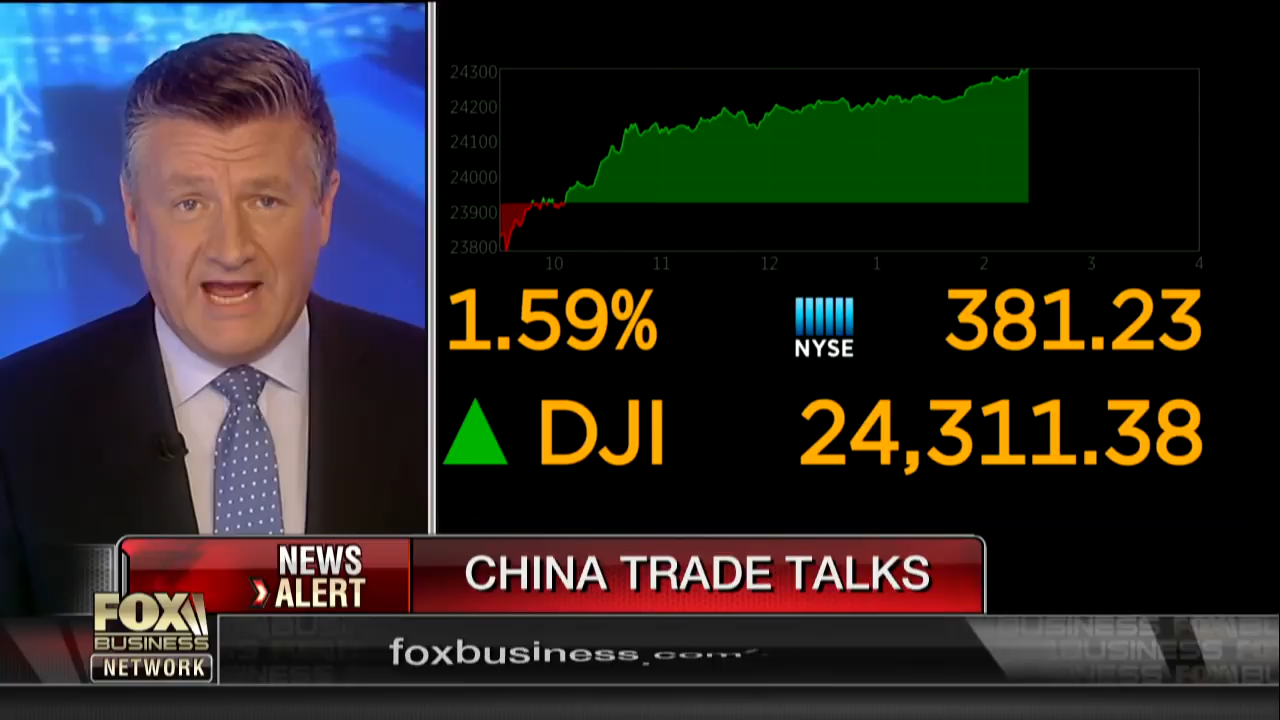 24300
24200
24100
24000
23900
23800
10 11 12 1 2 3 4
1.59% NYSE 381.23
DJI 24,311.38
NEWS ALERT
CHINA TRADE TALKS
FOX
BUSINESS
NETWORK
foxbusiness.com